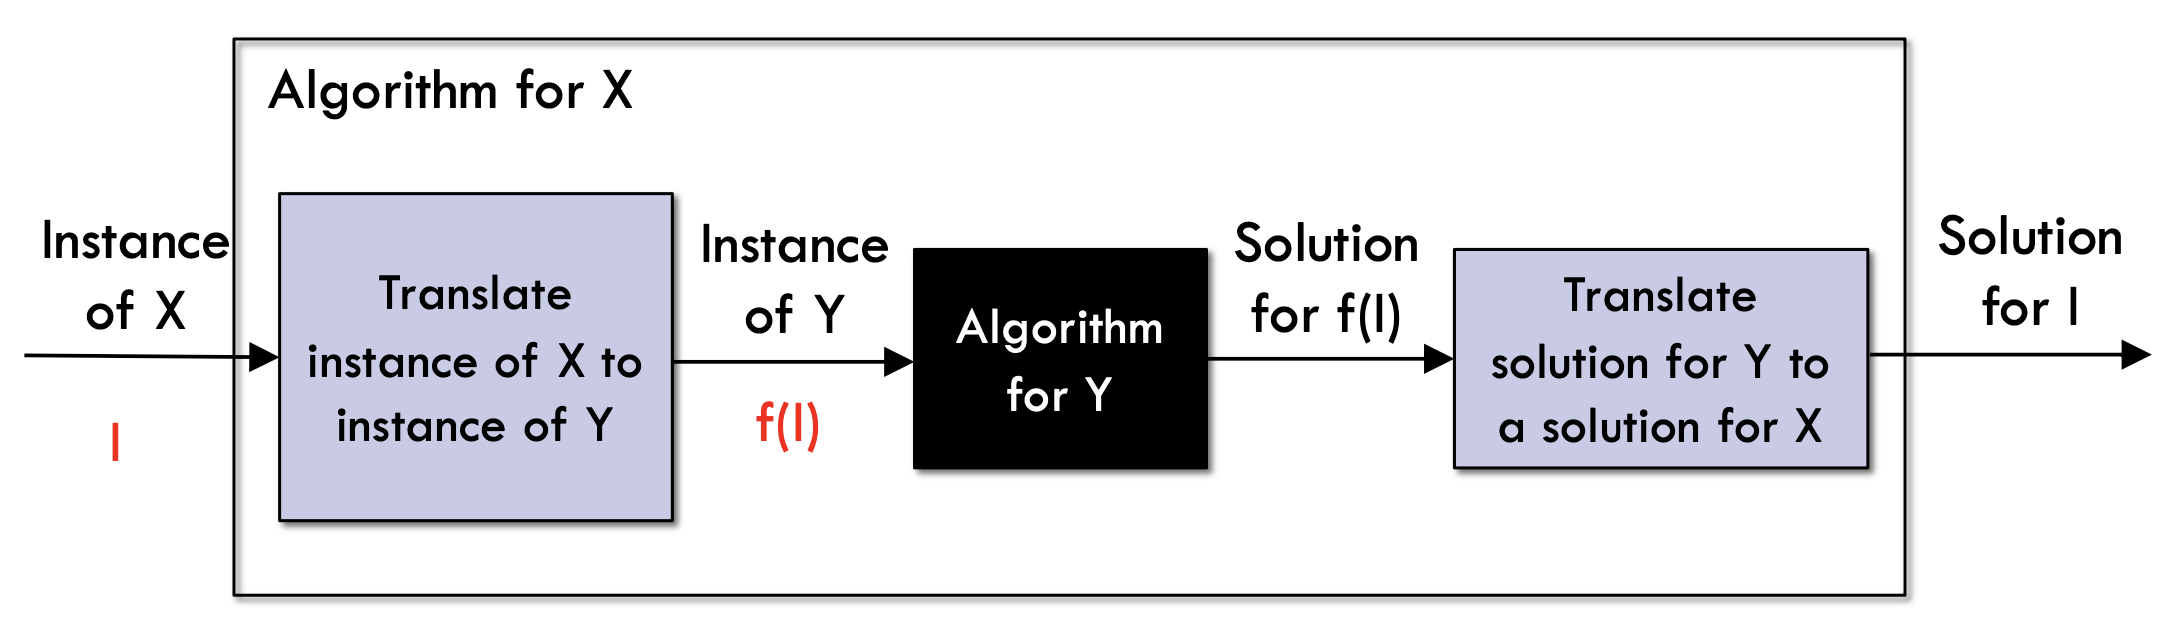 Algorithm for X
Instance
of X
I
Translate
instance of X to
instance of Y
Instance
of Y
f(I)
Algorithm
for Y
Solution
for f(I)
Translate
solution for Y to
a solution for X
Solution
for I